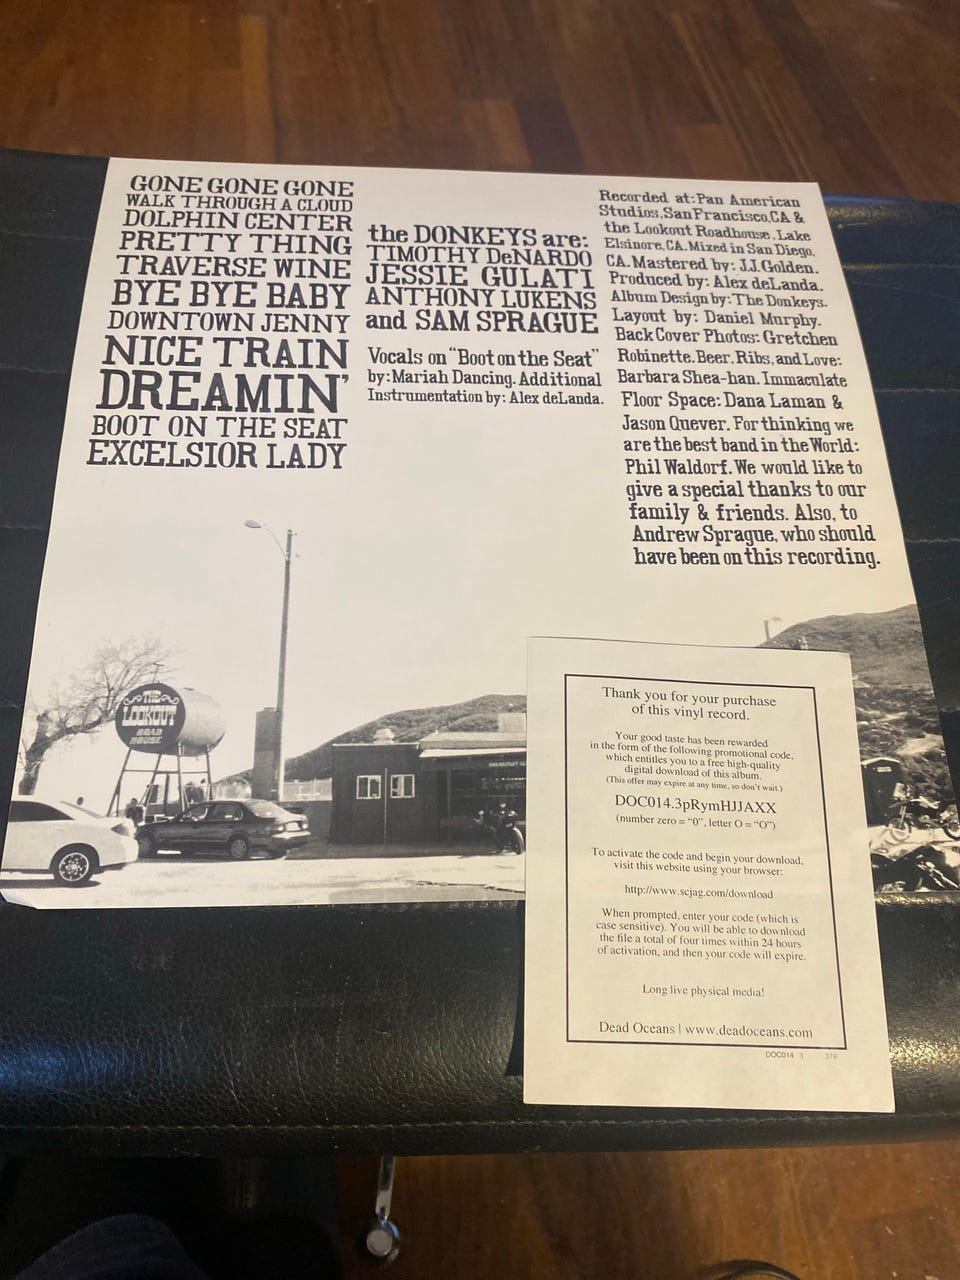 GONE GONE GONE
WALK THROUGH A CLOUD
DOLPHIN CENTER
PRETTY THING
TRAVERSE WINE
BYE BYE BABY
DOWNTOWN JENNY
NICE TRAIN
DREAMIN'
BOOT ON THE SEAT
EXCELSIOR LADY
the DONKEYS are:
TIMOTHY DeNARDO
JESSIE GULATI
ANTHONY LUKENS
and SAM SPRAGUE
Vocals on "Boot on the Seat"
by: Mariah Dancing. Additional
Instrumentation by: Alex deLanda.
Recorded at: Pan American
Studios, San Francisco, CA &
the Lookout Roadhouse, Lake
Elsinore, CA. Mixed in San Diego,
CA. Mastered by: J.J. Golden.
Produced by: Alex deLanda.
Album Design by: The Donkeys.
Layout by: Daniel Murphy.
Back Cover Photos: Gretchen
Robinette. Beer, Ribs, and Love:
Barbara Shea-han. Immaculate
Floor Space: Dana Laman &
Jason Quever. For thinking we
are the best band in the World:
Phil Waldorf. We would like to
give a special thanks to our
family & friends. Also, to
Andrew Sprague, who should
have been on this recording.
THE
LOOKOUT
ROAD
HOUSE
Thank you for your purchase
of this vinyl record.
Your good taste has been rewarded
in the form of the following promotional code,
which entitles you to a free high-quality
digital download of this album.
(This offer may expire at any time, so don't wait.)
DOC014.3pRymHJJAXX
(number zero = "0", letter O = "O")
To activate the code and begin your download,
visit this website using your browser:
http://www.scjag.com/download
When prompted, enter your code (which is
case sensitive). You will be able to download
the file a total of four times within 24 hours
of activation, and then your code will expire.
Long live physical media!
Dead Oceans | www.deadoceans.com
DOC014 3 378